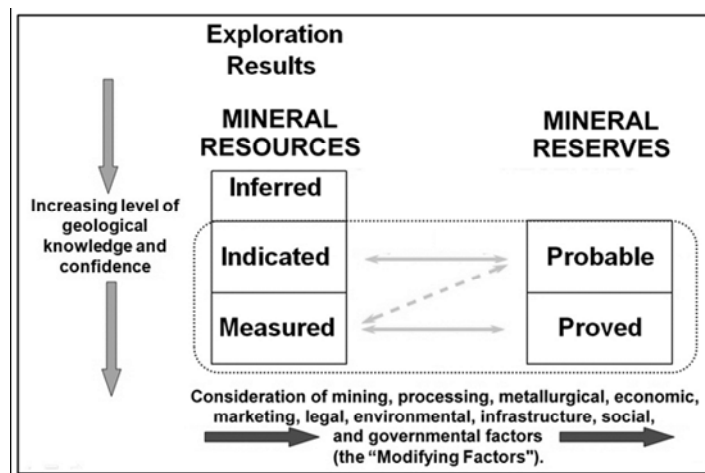 Exploration
Results
MINERAL
RESOURCES
MINERAL
RESERVES
Inferred
Increasing level of
geological
knowledge and
confidence
Indicated
Probable
Measured
Proved
Consideration of mining, processing, metallurgical, economic,
marketing, legal, environmental, infrastructure, social,
and governmental factors
(the “Modifying Factors").